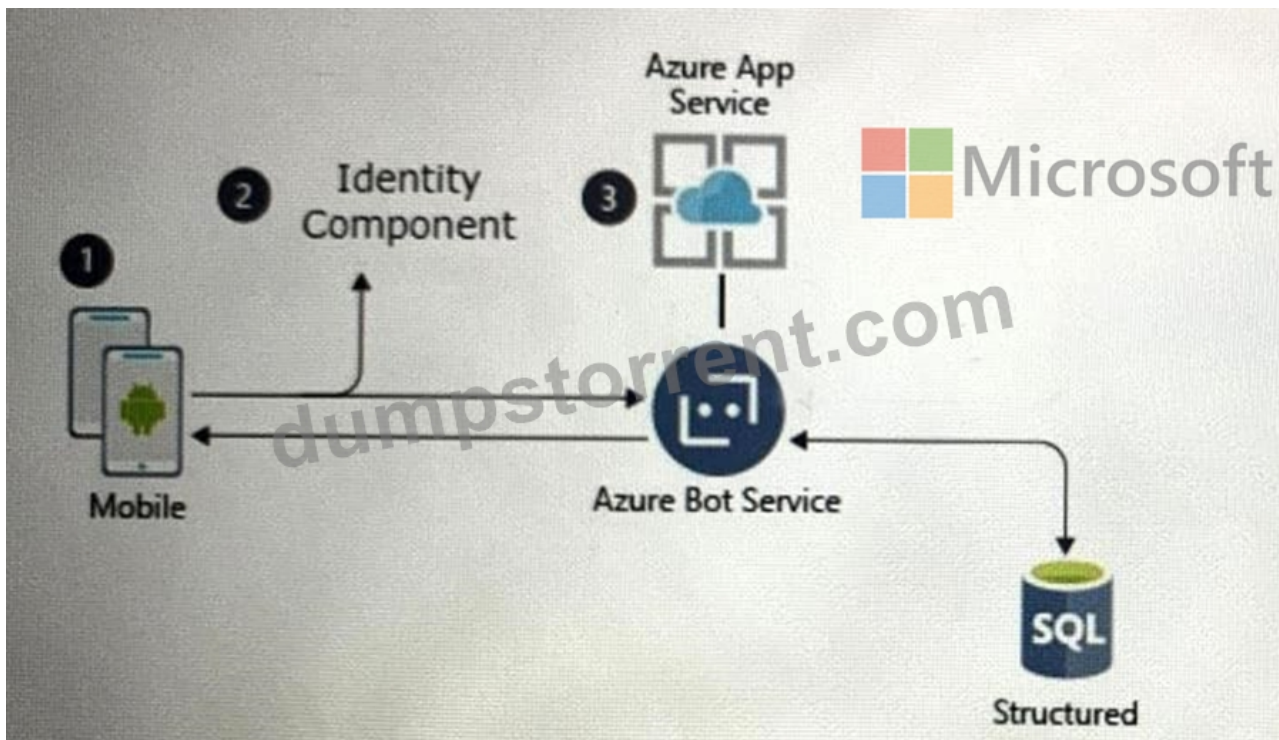 Azure App
Service
Microsoft
2
Identity
Component
3
1
dumpstorrent.com
Mobile
Azure Bot Service
SQL
Structured